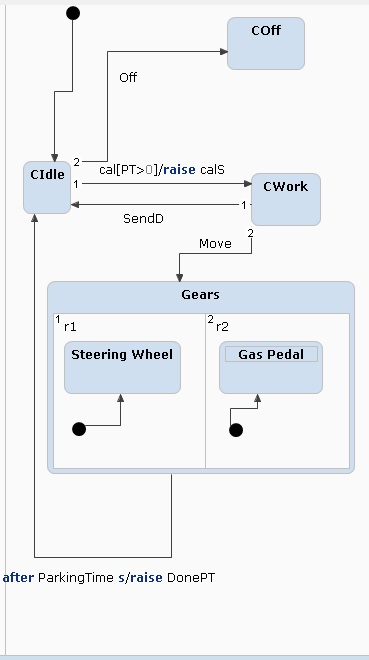 COff
Off
2
CIdle
cal[PT>0]/raise calS
1
CWork
1
SendD
2
Move
Gears
1 r1
2 r2
Steering Wheel
Gas Pedal
after ParkingTime s/raise DonePT